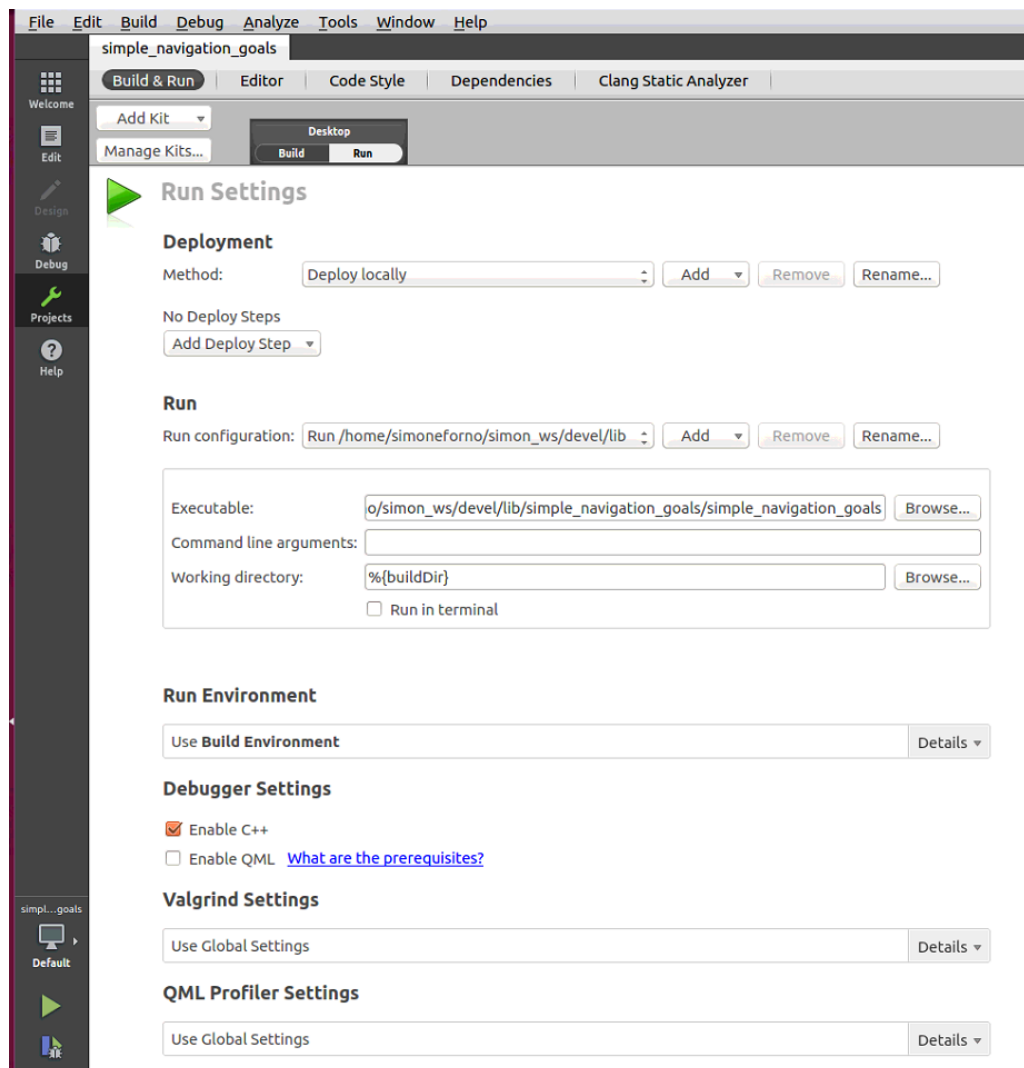 File Edit Build Debug Analyze Tools Window Help
simple_navigation_goals
Build & Run Editor Code Style Dependencies Clang Static Analyzer
Welcome
Edit
Design
Debug
Projects
Help
Add Kit
Manage Kits...
Desktop
Build Run
Run Settings
Deployment
Method: Deploy locally Add Remove Rename...
No Deploy Steps
Add Deploy Step
Run
Run configuration: Run /home/simoneforno/simon_ws/devel/lib Add Remove Rename...
Executable: o/simon_ws/devel/lib/simple_navigation_goals/simple_navigation_goals Browse...
Command line arguments:
Working directory: %{buildDir} Browse...
Run in terminal
Run Environment
Use Build Environment Details
Debugger Settings
Enable C++
Enable QML What are the prerequisites?
Valgrind Settings
Use Global Settings Details
QML Profiler Settings
Use Global Settings Details
simpl...goals
Default